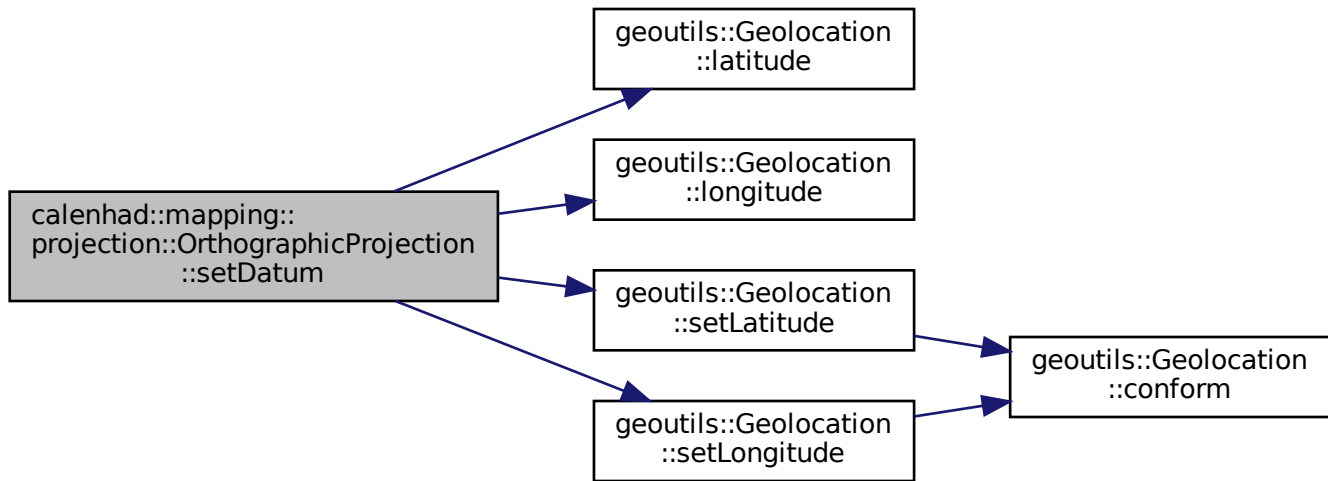 geoutils::Geolocation
::latitude
geoutils::Geolocation
::longitude
calenhad::mapping::
projection::OrthographicProjection
::setDatum
geoutils::Geolocation
::setLatitude
geoutils::Geolocation
::conform
geoutils::Geolocation
::setLongitude